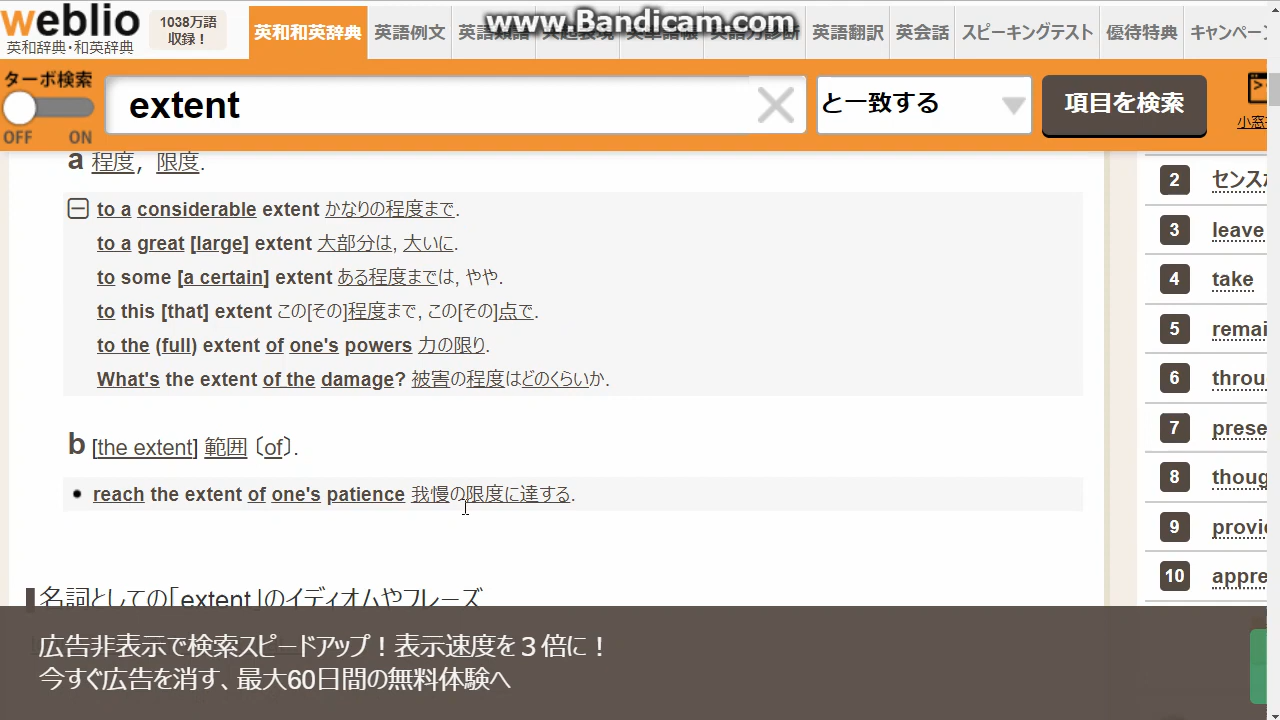 weblio
英和辞典・和英辞典
1038万語
収録！
英和和英辞典
英語例文
英語翻訳
英会話
スピーキングテスト
優待特典
www.Bandicam.com
ターボ検索
OFF ON
extent
と一致する
項目を検索
a 程度，限度.
to a considerable extent かなりの程度まで.
to a great [large] extent 大部分は, 大いに.
to some [a certain] extent ある程度までは, やや.
to this [that] extent この[その]程度まで, この[その]点で.
to the (full) extent of one's powers 力の限り.
What's the extent of the damage? 被害の程度はどのくらいか.
b [the extent] 範囲〔of〕.
reach the extent of one's patience 我慢の限度に達する.
名詞としての「extent」のイディオムやフレーズ
広告非表示で検索スピードアップ！表示速度を３倍に！
今すぐ広告を消す、最大60日間の無料体験へ
2
3 leave
4 take
5 remai
6 throu
7 prese
8 thoug
9 provi
10 appre